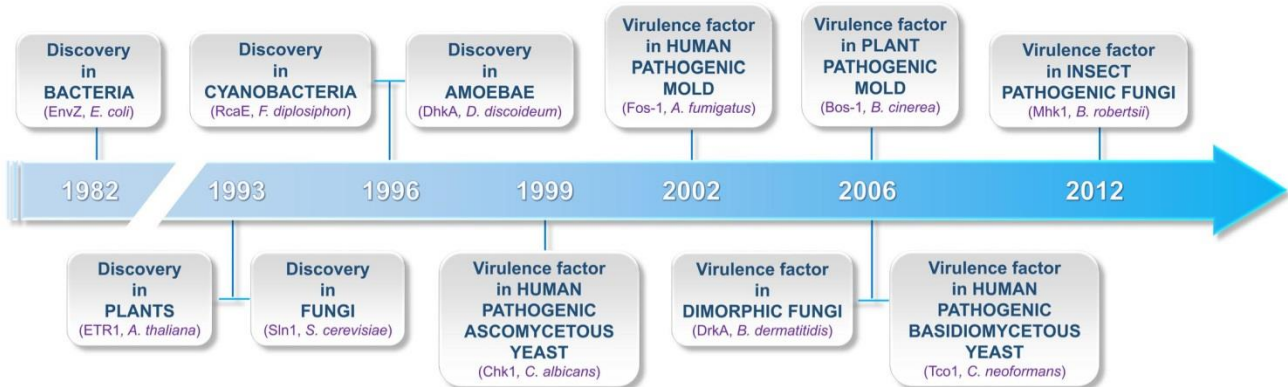 Discovery
in
BACTERIA
(EnvZ, E. coli)
Discovery
in
CYANOBACTERIA
(RcaE, F. diplosiphon)
Discovery
in
AMOEBAE
(DhkA, D. discoideum)
Virulence factor
in HUMAN
PATHOGENIC
MOLD
(Fos-1, A. fumigatus)
Virulence factor
in PLANT
PATHOGENIC
MOLD
(Bos-1, B. cinerea)
Virulence factor
in INSECT
PATHOGENIC FUNGI
(Mhk1, B. robertsii)
1982 1993 1996 1999 2002 2006 2012
Discovery
in
PLANTS
(ETR1, A. thaliana)
Discovery
in
FUNGI
(Sln1, S. cerevisiae)
Virulence factor
in HUMAN
PATHOGENIC
ASCOMYCETOUS
YEAST
(Chk1, C. albicans)
Virulence factor
in
DIMORPHIC FUNGI
(DrkA, B. dermatitidis)
Virulence factor
in HUMAN
PATHOGENIC
BASIDIOMYCETOUS
YEAST
(Tco1, C. neoformans)